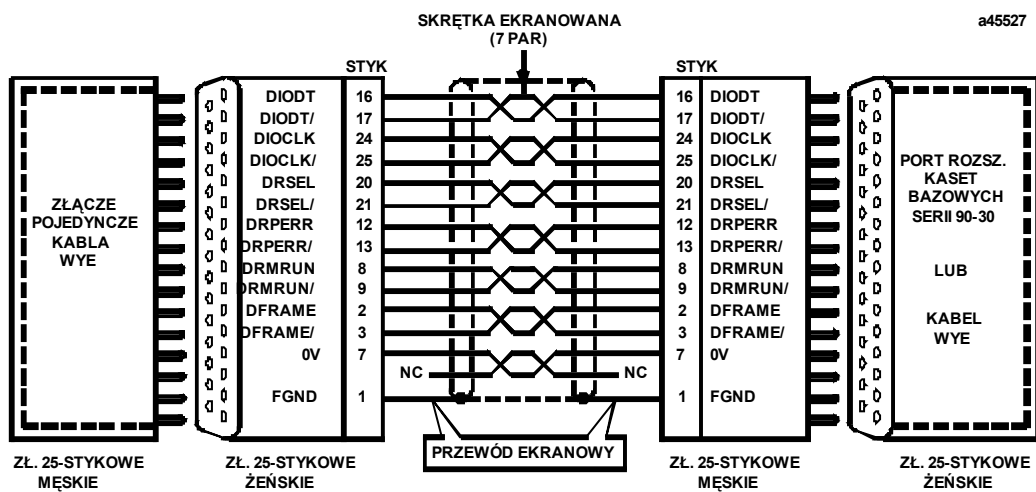 SKRĘTKA EKRANOWANA
(7 PAR)
a45527
STYK
STYK
DIODT 16
16 DIODT
DIODT/ 17
17 DIODT/
DIOCLK 24
24 DIOCLK
DIOCLK/ 25
25 DIOCLK/
DRSEL 20
20 DRSEL
DRSEL/ 21
21 DRSEL/
DRPERR 12
12 DRPERR
DRPERR/ 13
13 DRPERR/
DRMRUN 8
8 DRMRUN
DRMRUN/ 9
9 DRMRUN/
DFRAME 2
2 DFRAME
DFRAME/ 3
3 DFRAME/
0V 7
7 0V
NC
NC
FGND 1
1 FGND
ZŁĄCZE
POJEDYNCZE
KABLA
WYE
PORT ROZSZ.
KASET
BAZOWYCH
SERII 90-30
LUB
KABEL
WYE
PRZEWÓD EKRANOWY
ZŁ. 25-STYKOWE
MĘSKIE
ZŁ. 25-STYKOWE
ŻEŃSKIE
ZŁ. 25-STYKOWE
MĘSKIE
ZŁ. 25-STYKOWE
ŻEŃSKIE